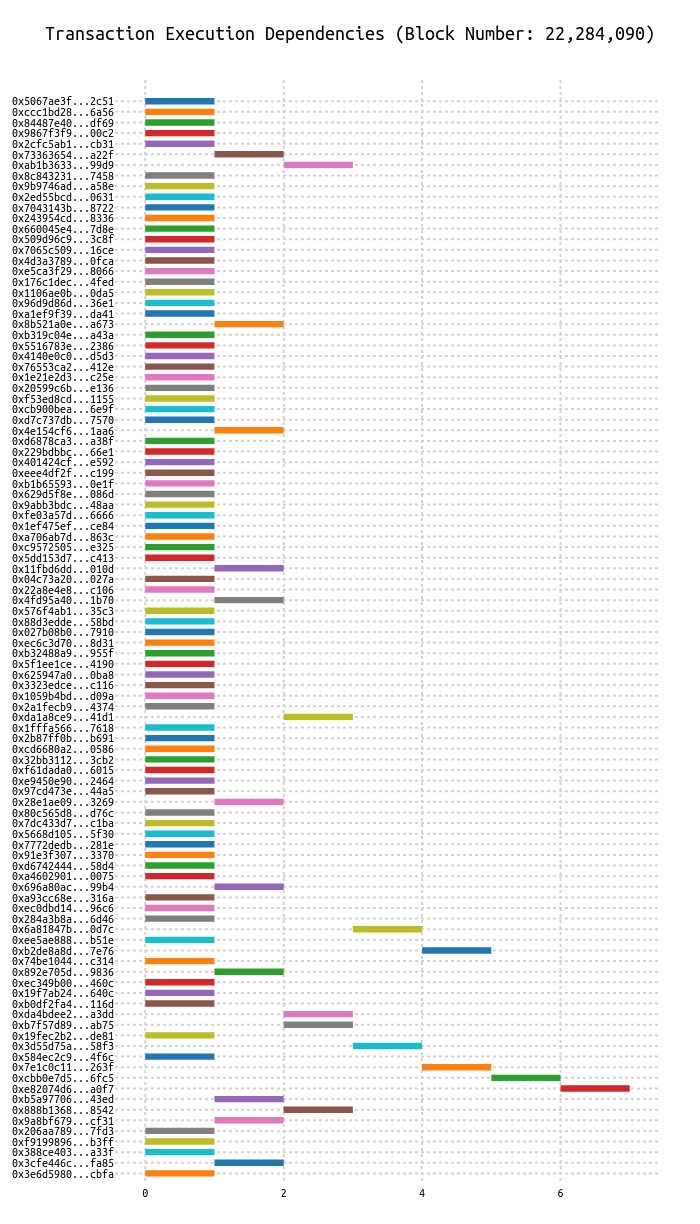 Transaction Execution Dependencies (Block Number: 22,284,090)
0x5067ae3f...2c51
0xccc1bd28...6a56
0x84487e40...df69
0x9867f3f9...00c2
0x2cfc5ab1...cb31
0x73363654...a22f
0xab1b3633...99d9
0x8c843231...7458
0x9b9746ad...a58e
0x2ed55bcd...0631
0x7043143b...8722
0x243954cd...8336
0x660045e4...7d8e
0x509d96c9...3c8f
0x7065c509...16ce
0x4d3a3789...0fca
0xe5ca3f29...8066
0x176c1dec...4fed
0x1106ae0b...0da5
0x96d9d86d...36e1
0xa1ef9f39...da41
0x8b521a0e...a673
0xb319c04e...a43a
0x5516783e...2386
0x4140e0c0...d5d3
0x76553ca2...412e
0x1e21e2d3...c25e
0x20599c6b...e136
0xf53ed8cd...1155
0xcb900bea...6e9f
0xd7c737db...7570
0x4e154cf6...1aa6
0xd6878ca3...a38f
0x229bdbbc...66e1
0x401424cf...e592
0xeee4df2f...c199
0xb1b65593...0e1f
0x629d5f8e...086d
0x9abb3bdc...48aa
0xfe03a57d...6666
0x1ef475ef...ce84
0xa706ab7d...863c
0xc9572505...e325
0x5dd153d7...c413
0x11fbd6dd...010d
0x04c73a20...027a
0x22a8e4e8...c106
0x4fd95a40...1b70
0x576f4ab1...35c3
0x88d3edde...58bd
0x027b08b0...7910
0xec6c3d70...8d31
0xb32488a9...955f
0x5f1ee1ce...4190
0x625947a0...0ba8
0x3323edce...c116
0x1059b4bd...d09a
0x2a1fecb9...4374
0xda1a8ce9...41d1
0x1fffa566...7618
0x2b87ff0b...b691
0xcd6680a2...0586
0x32bb3112...3cb2
0xf61dada0...6015
0xe9450e90...2464
0x97cd473e...44a5
0x28e1ae09...3269
0x80c565d8...d76c
0x7dc433d7...c1ba
0x5668d105...5f30
0x7772dedb...281e
0x91e3f307...3370
0xd6742444...58d4
0xa4602901...0075
0x696a80ac...99b4
0xa93cc68e...316a
0xec0dbd14...96c6
0x284a3b8a...6d46
0x6a81847b...0d7c
0xee5ae888...b51e
0xb2de8a8d...7e76
0x74be1044...c314
0x892e705d...9836
0xec349b00...460c
0x19f7ab24...640c
0xb0df2fa4...116d
0xda4bdee2...a3dd
0xb7f57d89...ab75
0x19fec2b2...de81
0x3d55d75a...58f3
0x584ec2c9...4f6c
0x7e1c0c11...263f
0xcbb0e7d5...6fc5
0xe82074d6...a0f7
0xb5a97706...43ed
0x888b1368...8542
0x9a8bf679...cf31
0x206aa789...7fd3
0xf9199896...b3ff
0x388ce403...a33f
0x3cfe446c...fa85
0x3e6d5980...cbfa
0 2 4 6